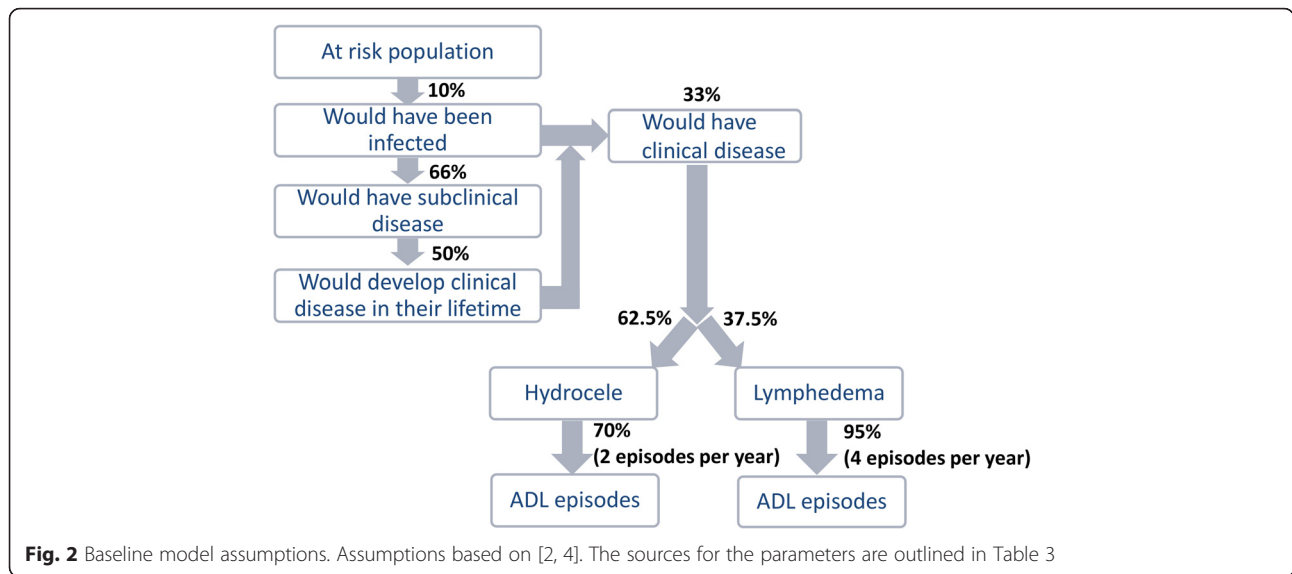 At risk population
10%
Would have been
infected
33%
Would have
clinical disease
66%
Would have subclinical
disease
50%
Would develop clinical
disease in their lifetime
62.5%
37.5%
Hydrocele
Lymphedema
70%
(2 episodes per year)
95%
(4 episodes per year)
ADL episodes
ADL episodes
Fig. 2 Baseline model assumptions. Assumptions based on [2, 4]. The sources for the parameters are outlined in Table 3